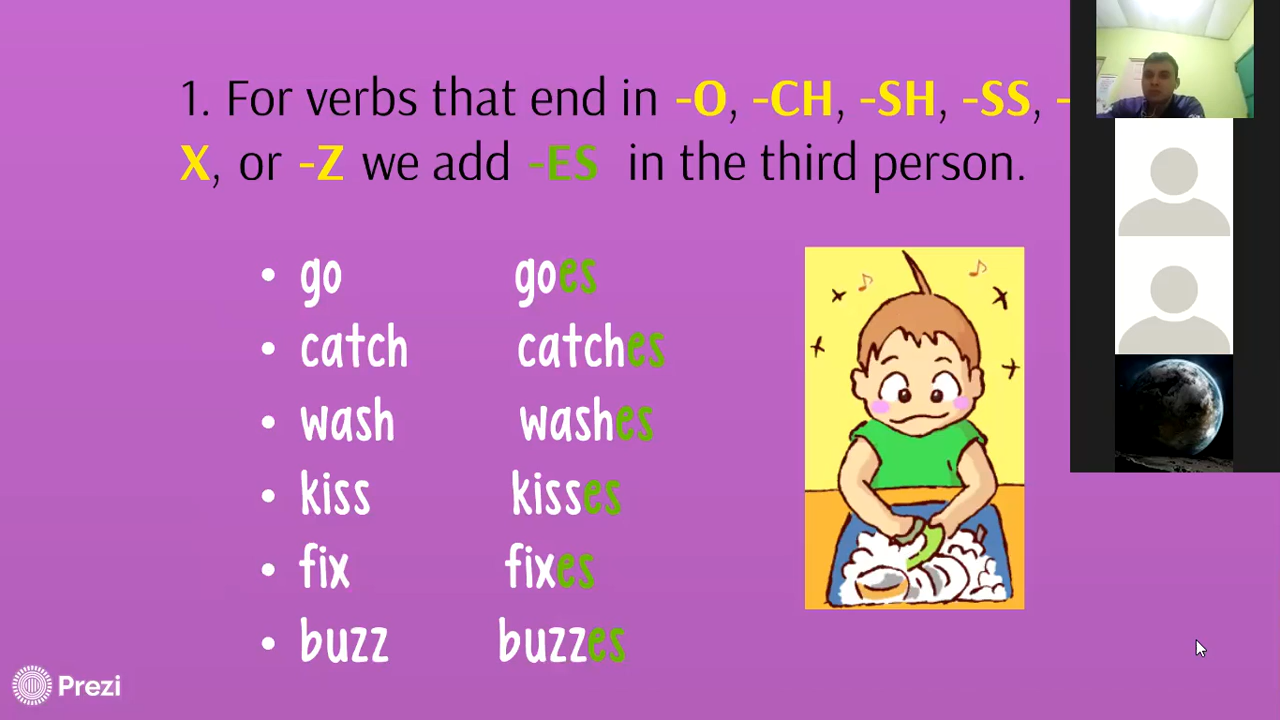 1. For verbs that end in -O, -CH, -SH, -SS, -
X, or -Z we add -ES in the third person.
• go goes
• catch catches
• wash washes
• kiss kisses
• fix fixes
• buzz buzzes
Prezi